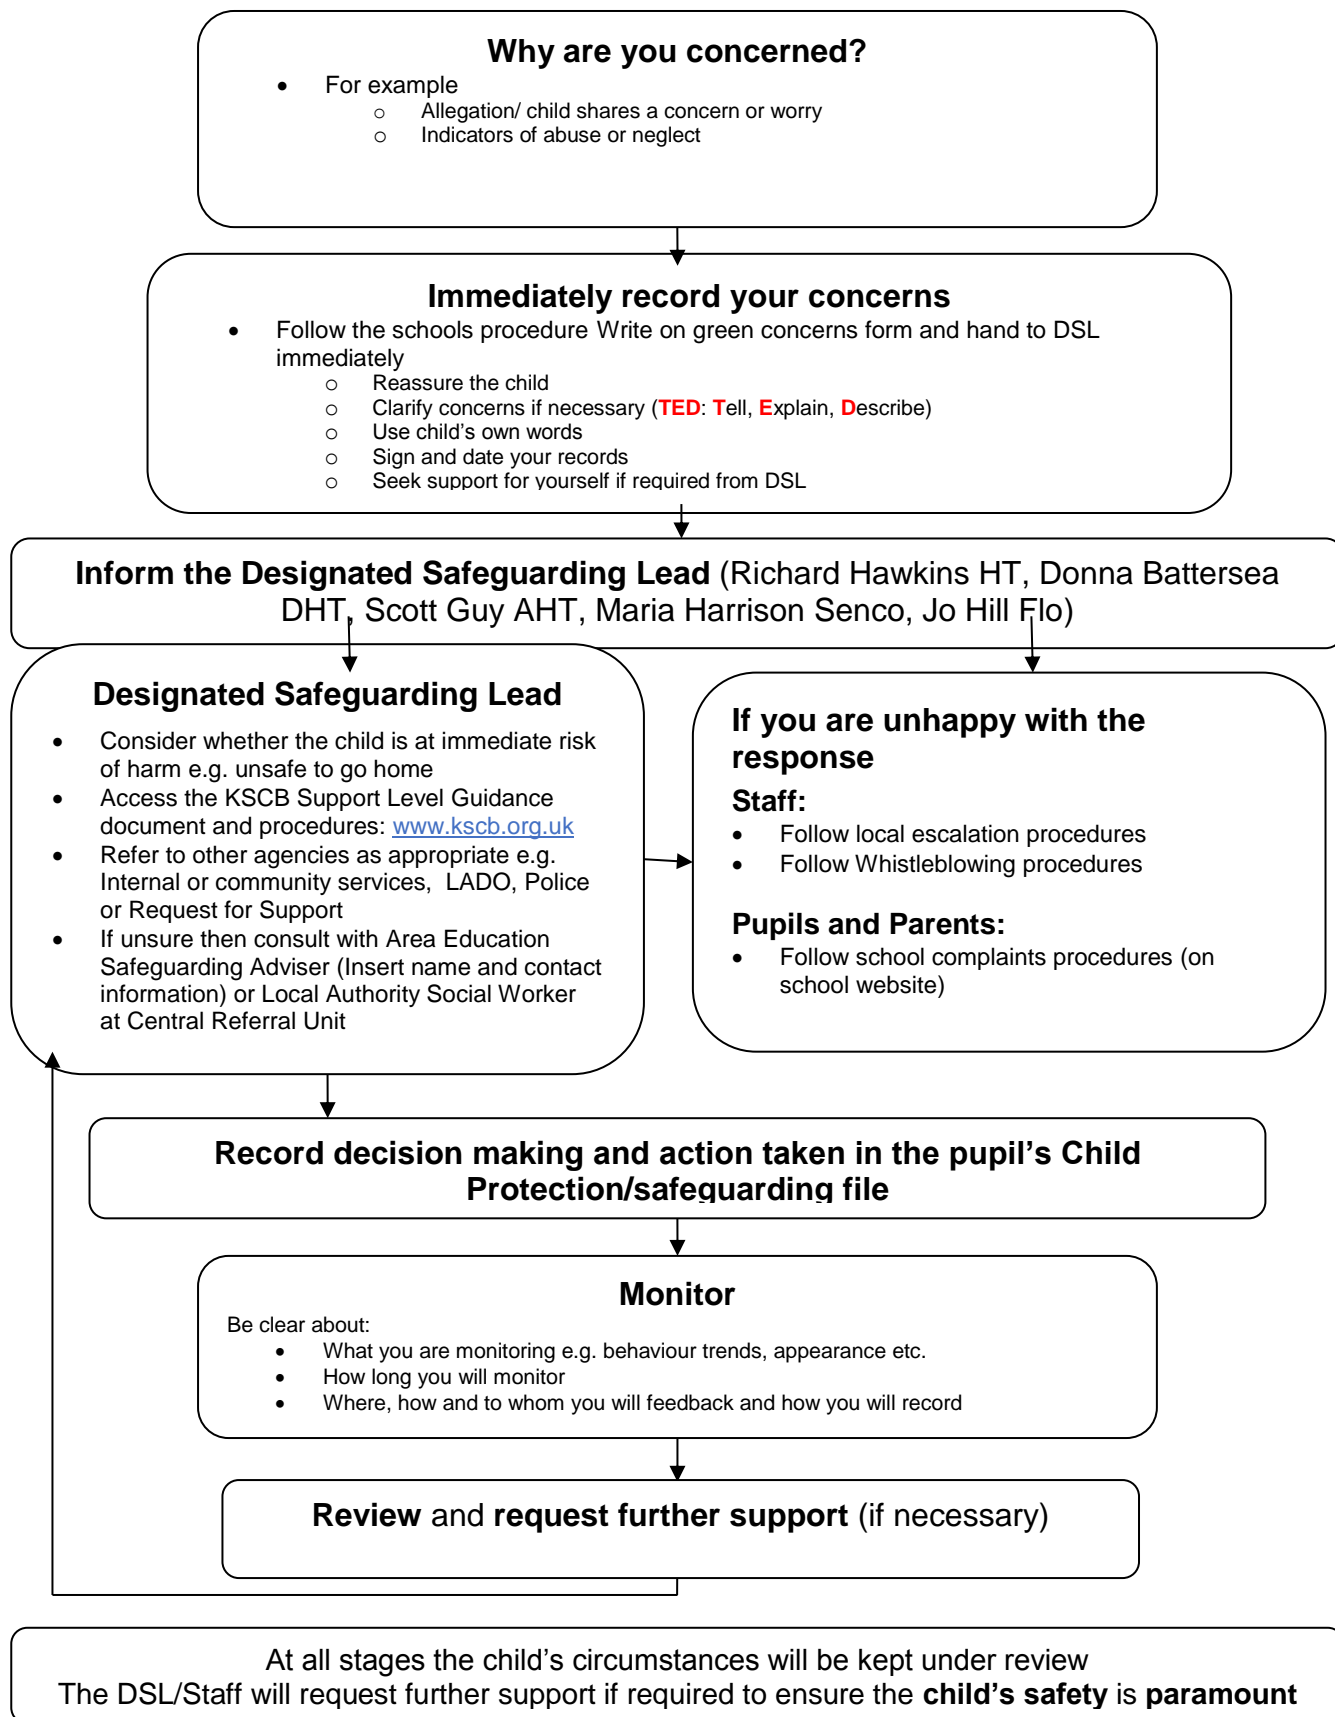 Why are you concerned?
• For example
o Allegation/ child shares a concern or worry
o Indicators of abuse or neglect
Immediately record your concerns
• Follow the schools procedure Write on green concerns form and hand to DSL
immediately
o Reassure the child
o Clarify concerns if necessary (TED: Tell, Explain, Describe)
o Use child's own words
o Sign and date your records
o Seek support for yourself if required from DSL
Inform the Designated Safeguarding Lead (Richard Hawkins HT, Donna Battersea
DHT, Scott Guy AHT, Maria Harrison Senco, Jo Hill Flo)
Designated Safeguarding Lead
• Consider whether the child is at immediate risk
of harm e.g. unsafe to go home
• Access the KSCB Support Level Guidance
document and procedures: www.kscb.org.uk
• Refer to other agencies as appropriate e.g.
Internal or community services, LADO, Police
or Request for Support
• If unsure then consult with Area Education
Safeguarding Adviser (Insert name and contact
information) or Local Authority Social Worker
at Central Referral Unit
If you are unhappy with the
response
Staff:
• Follow local escalation procedures
• Follow Whistleblowing procedures
Pupils and Parents:
• Follow school complaints procedures (on
school website)
Record decision making and action taken in the pupil's Child
Protection/safeguarding file
Monitor
Be clear about:
• What you are monitoring e.g. behaviour trends, appearance etc.
• How long you will monitor
• Where, how and to whom you will feedback and how you will record
Review and request further support (if necessary)
At all stages the child's circumstances will be kept under review
The DSL/Staff will request further support if required to ensure the child's safety is paramount